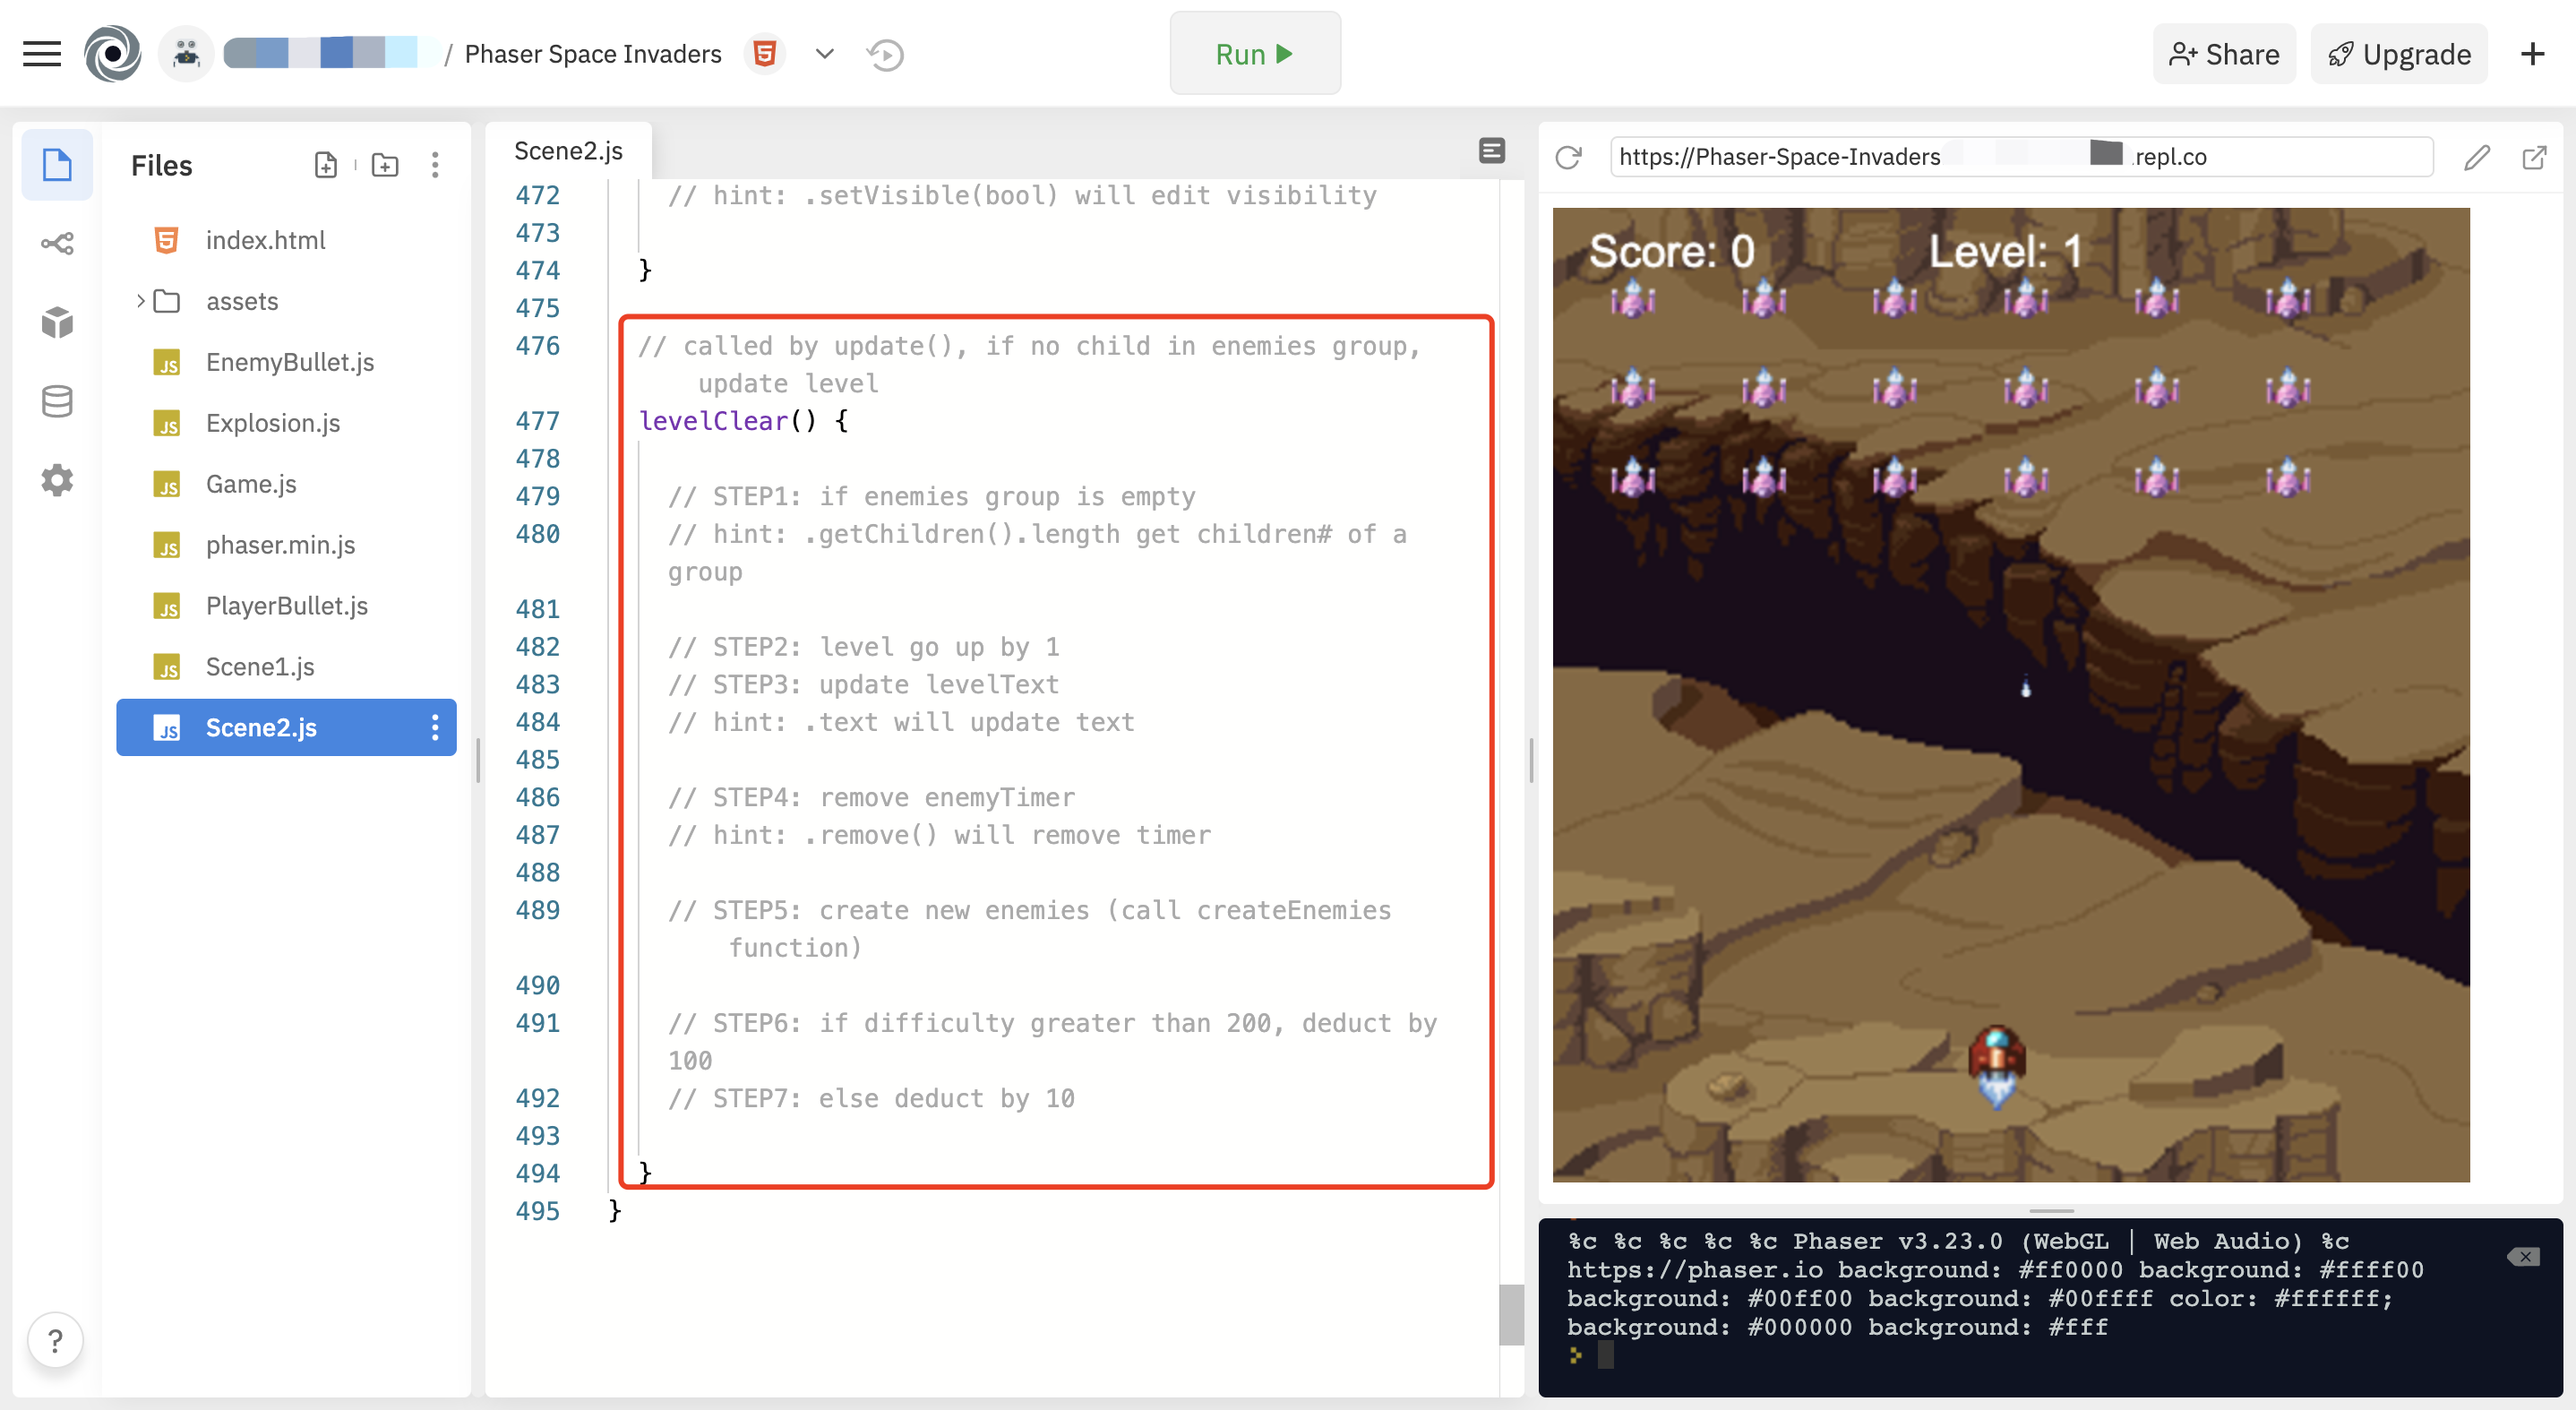 / Phaser Space Invaders
Run
Share
Upgrade
Files
index.html
assets
EnemyBullet.js
Explosion.js
Game.js
phaser.min.js
PlayerBullet.js
Scene1.js
Scene2.js
?
Scene2.js
472 // hint: .setVisible(bool) will edit visibility
473
474 }
475
476 // called by update(), if no child in enemies group,
update level
477 levelClear() {
478
479 // STEP1: if enemies group is empty
480 // hint: .getChildren().length get children# of a
group
481
482 // STEP2: level go up by 1
483 // STEP3: update levelText
484 // hint: .text will update text
485
486 // STEP4: remove enemyTimer
487 // hint: .remove() will remove timer
488
489 // STEP5: create new enemies (call createEnemies
function)
490
491 // STEP6: if difficulty greater than 200, deduct by
100
492 // STEP7: else deduct by 10
493
494 }
495 }
https://Phaser-Space-Invaders .repl.co
Score: 0 Level: 1
%c %c %c %c %c Phaser v3.23.0 (WebGL | Web Audio) %c
https://phaser.io background: #ff0000 background: #ffff00
background: #00ff00 background: #00ffff color: #ffffff;
background: #000000 background: #fff